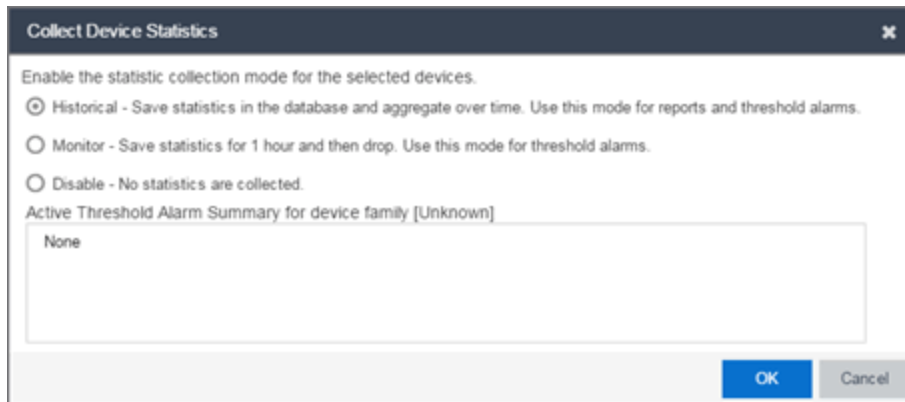 Collect Device Statistics
Enable the statistic collection mode for the selected devices.
Historical - Save statistics in the database and aggregate over time. Use this mode for reports and threshold alarms.
Monitor - Save statistics for 1 hour and then drop. Use this mode for threshold alarms.
Disable - No statistics are collected.
Active Threshold Alarm Summary for device family [Unknown]
None
OK Cancel